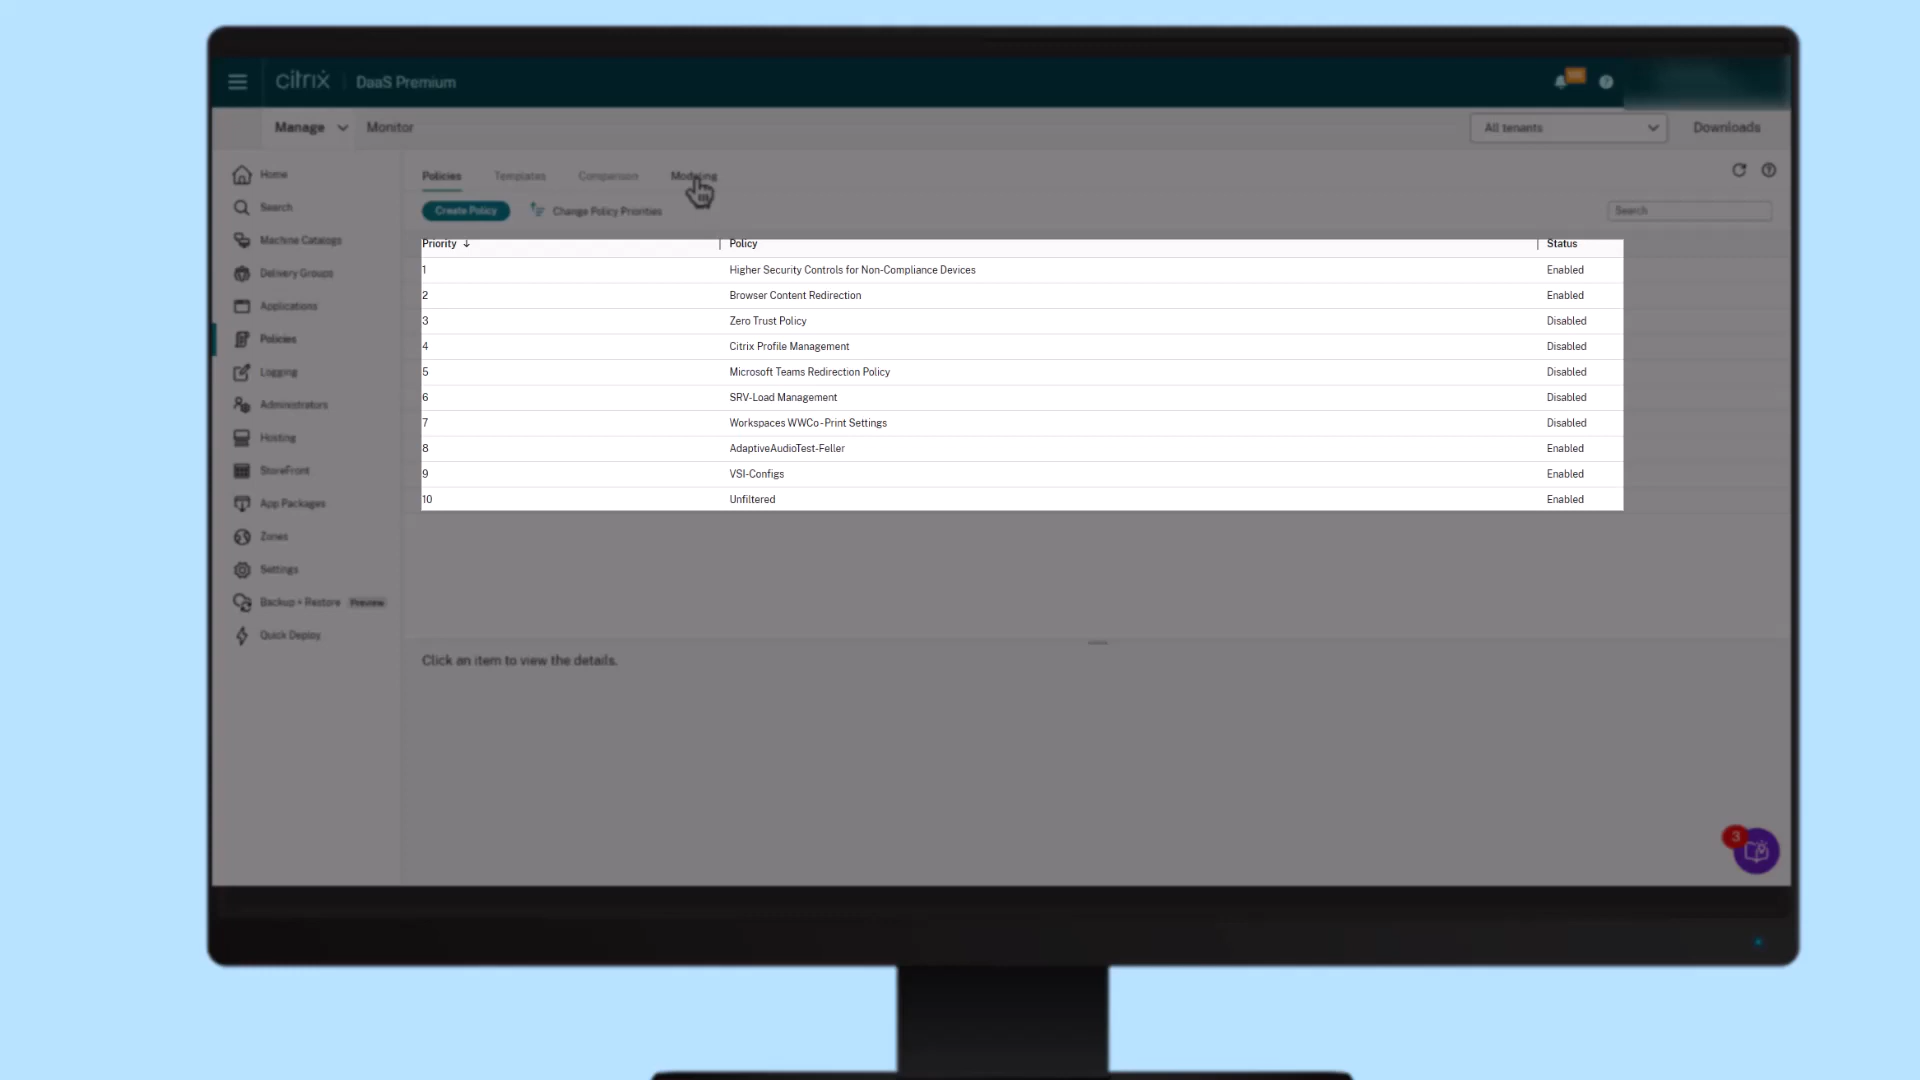 citrix DaaS Premium
Manage Monitor All tenants Downloads
Home
Search
Machine Catalogs
Delivery Groups
Applications
Policies
Logging
Administrators
Hosting
StoreFront
App Packages
Zones
Settings
Backup + Restore Preview
Quick Deploy
Policies Templates Comparison Modeling
Create Policy Change Policy Priorities Search
Priority ↓ Policy Status
1 Higher Security Controls for Non-Compliance Devices Enabled
2 Browser Content Redirection Enabled
3 Zero Trust Policy Disabled
4 Citrix Profile Management Disabled
5 Microsoft Teams Redirection Policy Disabled
6 SRV-Load Management Disabled
7 Workspaces WWCo-Print Settings Disabled
8 AdaptiveAudioTest-Feller Enabled
9 VSI-Configs Enabled
10 Unfiltered Enabled
Click an item to view the details.
3